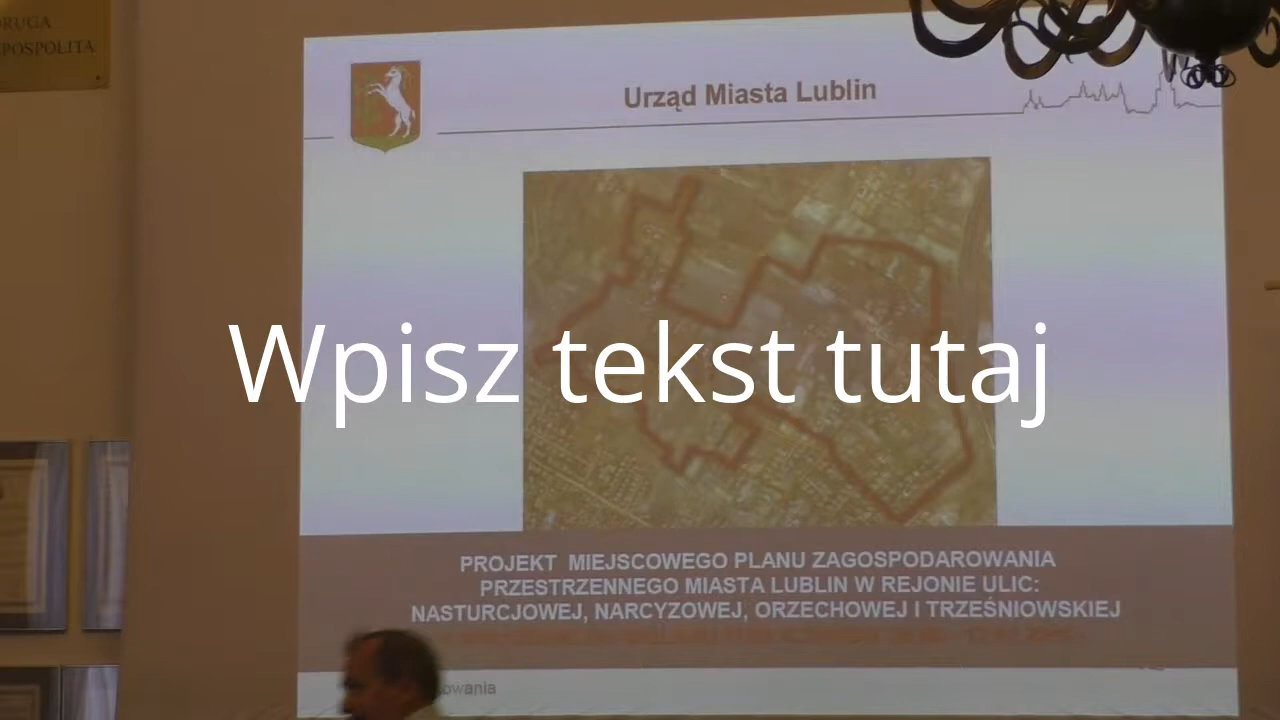 DRUGA
POSPOLITA
Urząd Miasta Lublin
Wpisz tekst tutaj
PROJEKT MIEJSCOWEGO PLANU ZAGOSPODAROWANIA
PRZESTRZENNEGO MIASTA LUBLIN W REJONIE ULIC:
NASTURCJOWEJ, NARCYZOWEJ, ORZECHOWEJ I TRZEŚNIOWSKIEJ
owania